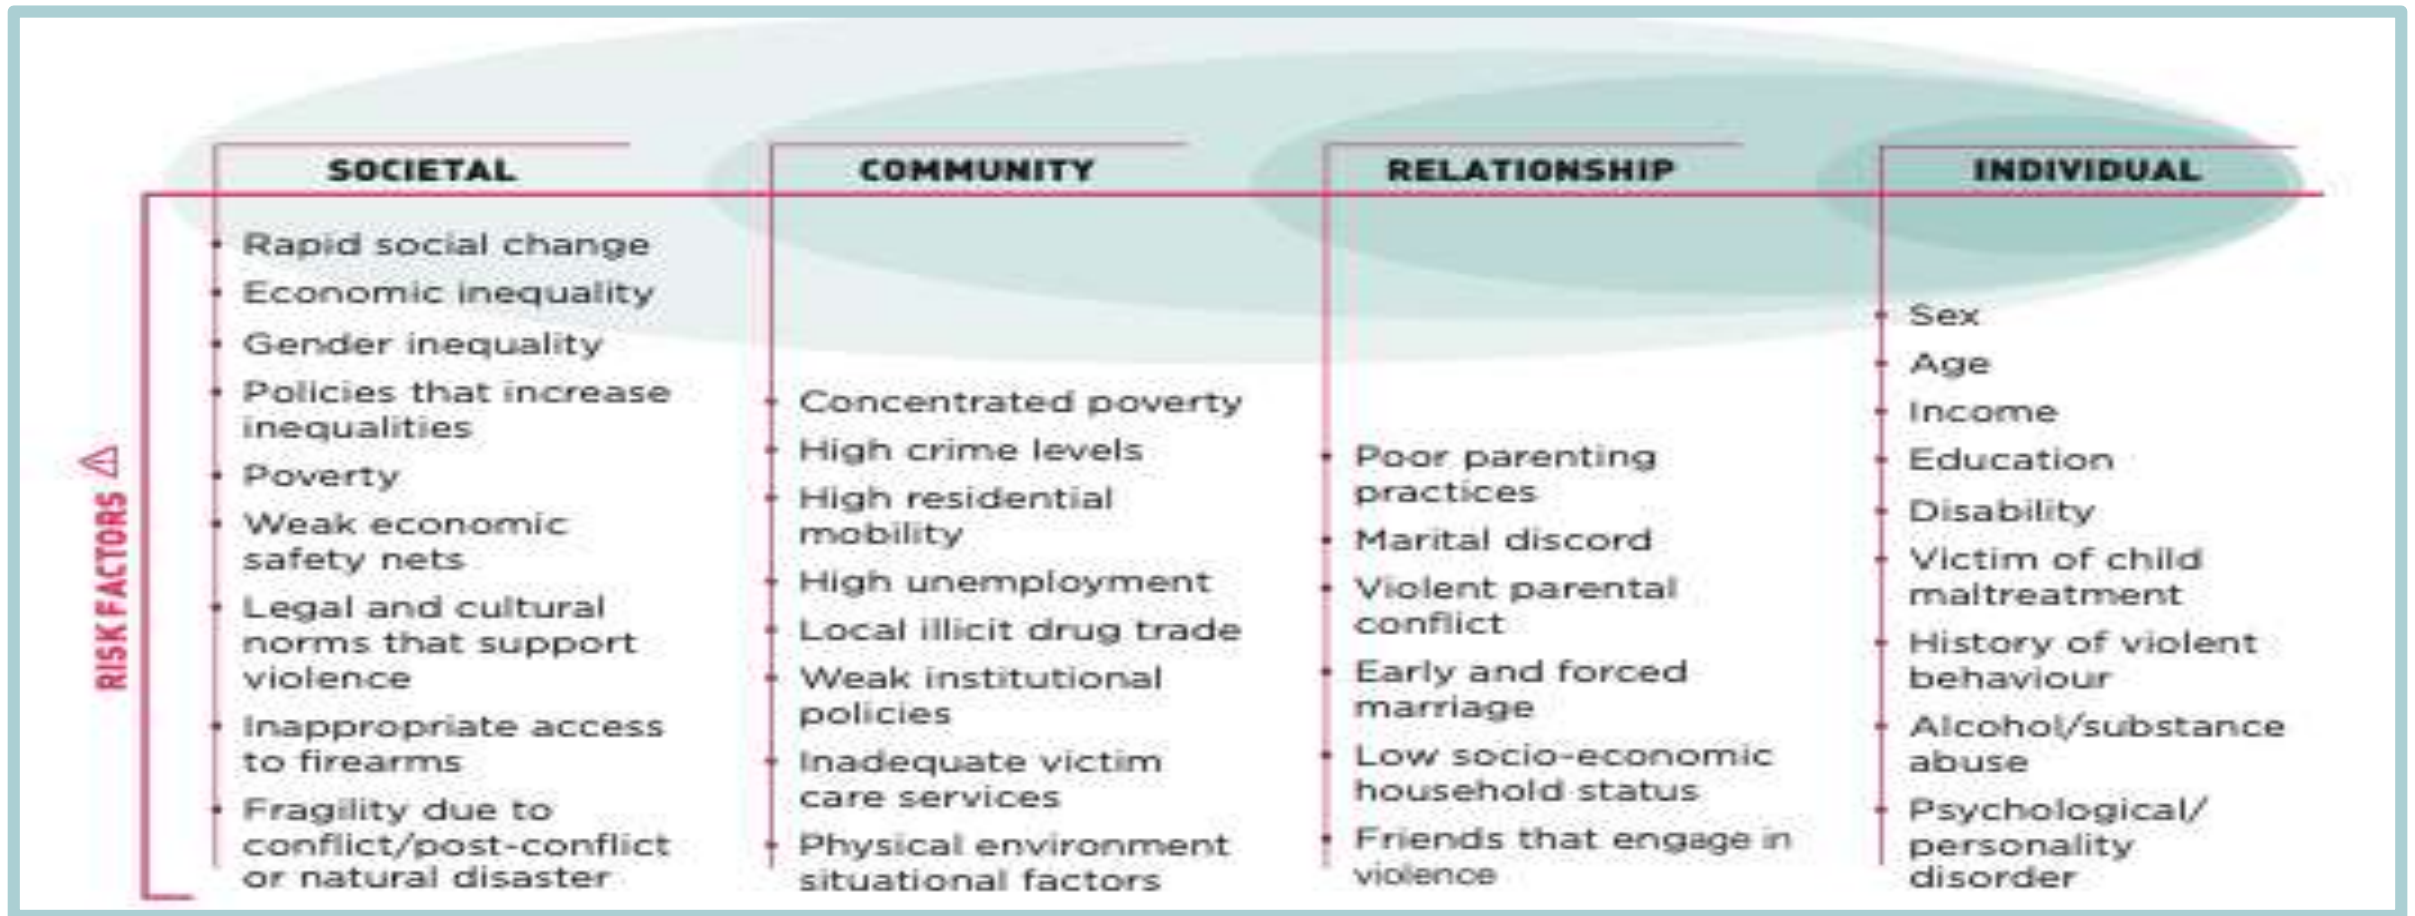 SOCIETAL
Rapid social change
Economic inequality
Gender inequality
Policies that increase
inequalities
Poverty
Weak economic
safety nets
Legal and cultural
norms that support
violence
Inappropriate access
to firearms
Fragility due to
conflict/post-conflict
or natural disaster
COMMUNITY
Concentrated poverty
High crime levels
High residential
mobility
High unemployment
Local illicit drug trade
Weak institutional
policies
Inadequate victim
care services
Physical environment
situational factors
RELATIONSHIP
Poor parenting
practices
Marital discord
Violent parental
conflict
Early and forced
marriage
Low socio-economic
household status
Friends that engage in
violence
INDIVIDUAL
Sex
Age
Income
Education
Disability
Victim of child
maltreatment
History of violent
behaviour
Alcohol/substance
abuse
Psychological/
personality
disorder
RISK FACTORS